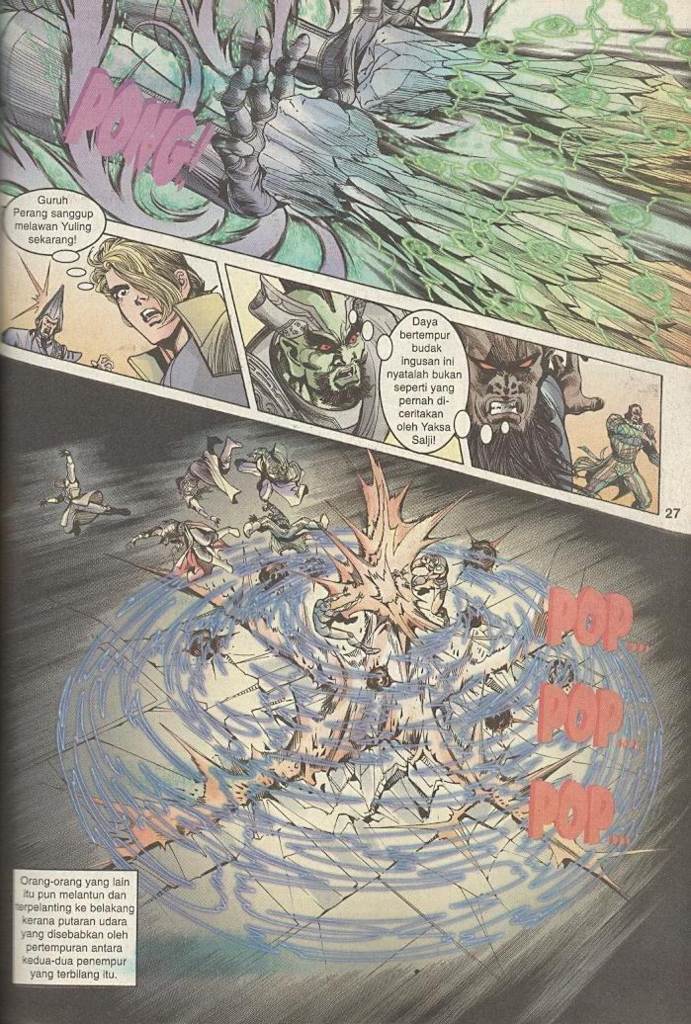 PONG!
Guruh
Perang sanggup
melawan Yuling
sekarang!
Daya
bertempur
budak
ingusan ini
nyatalah bukan
seperti yang
pernah di-
ceritakan
oleh Yaksa
Salji!
27
POP...
POP...
POP...
Orang-orang yang lain
itu pun melantun dan
terpelanting ke belakang
kerana putaran udara
yang disebabkan oleh
pertempuran antara
kedua-dua penempur
yang terbilang itu.